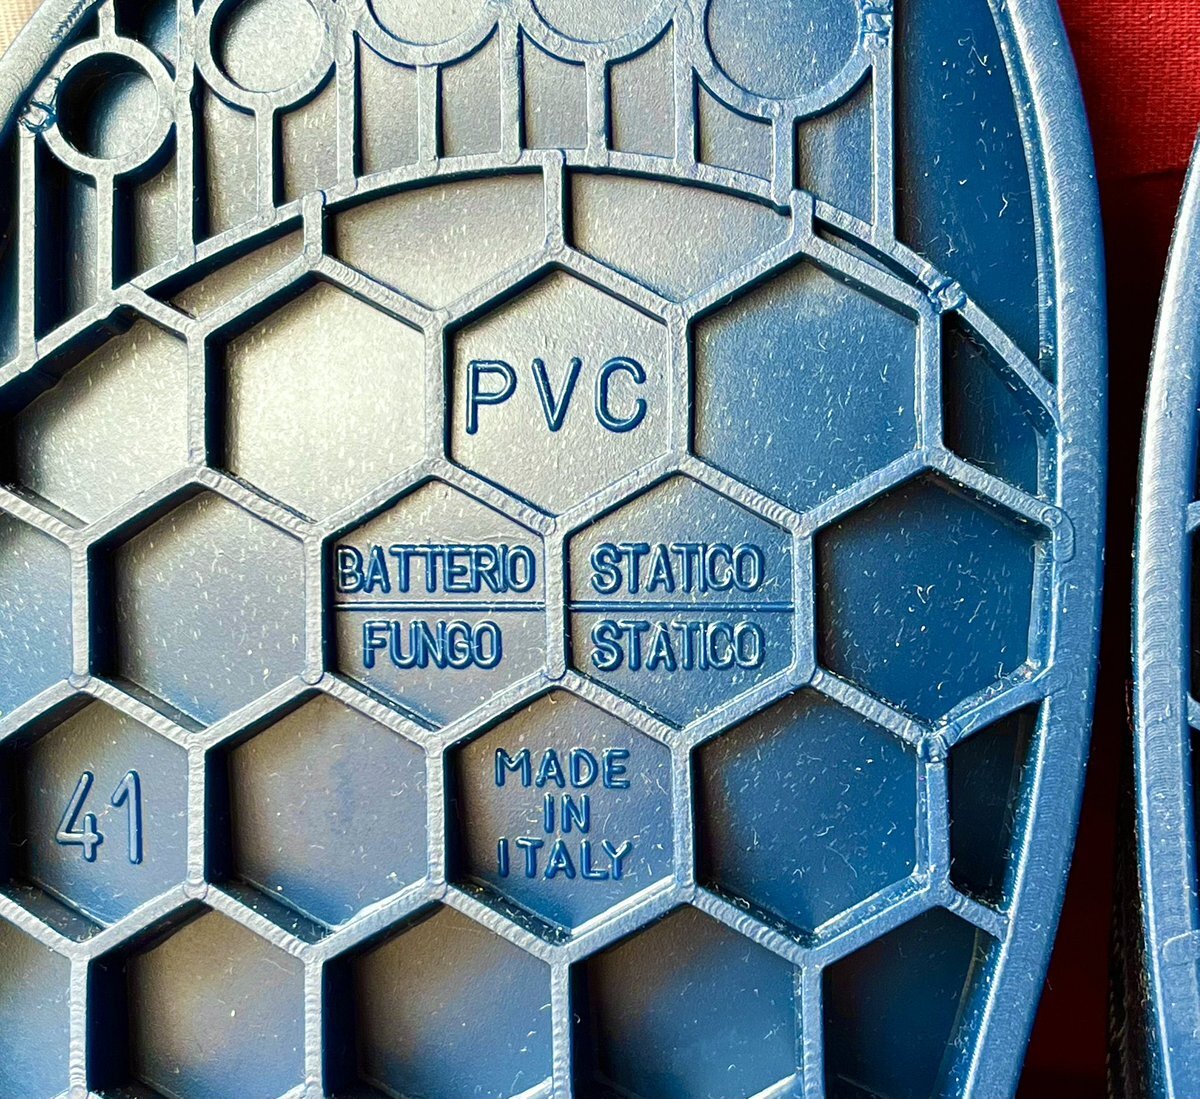 PVC
BATTERIO STATICO
FUNGO STATICO
41
MADE
IN
ITALY